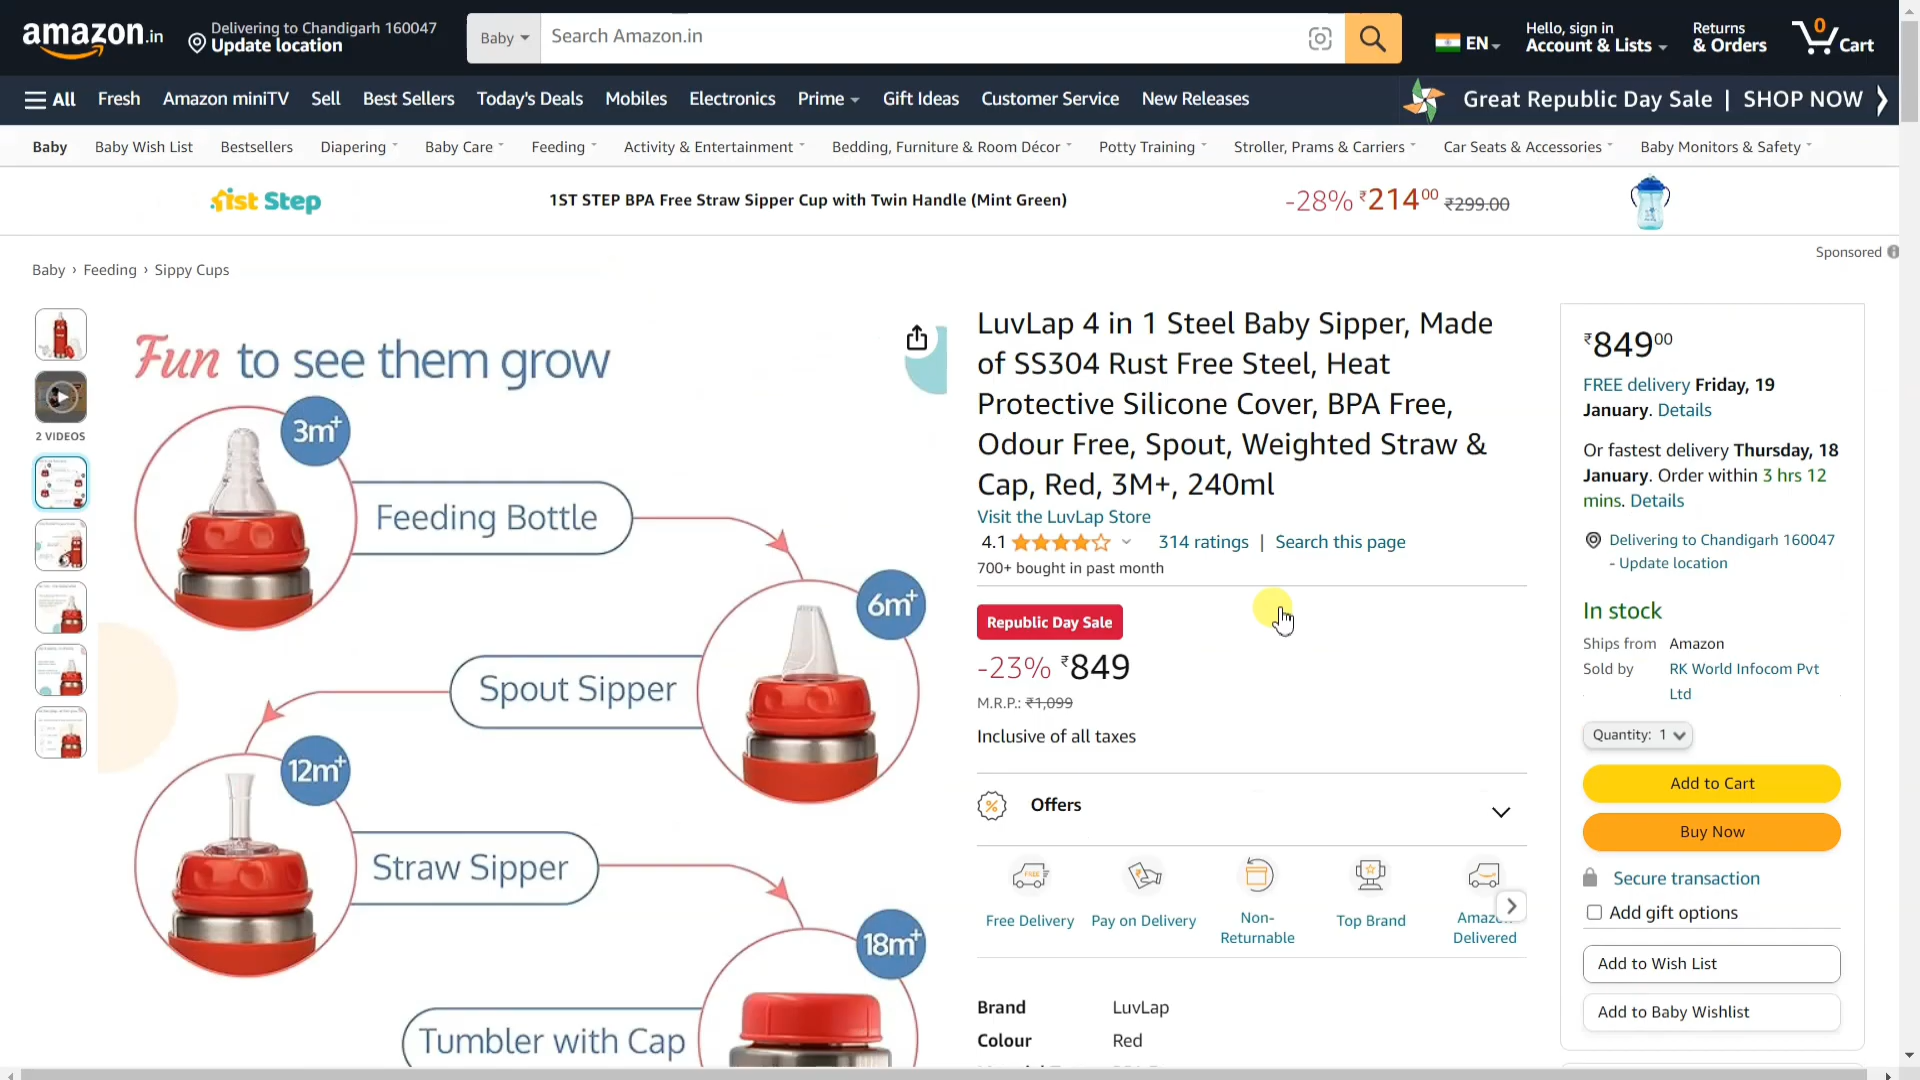 amazon.in
Delivering to Chandigarh 160047
Update location
Baby
Search Amazon.in
EN
Hello, sign in
Account & Lists
Returns
& Orders
0
Cart
All
Fresh
Amazon miniTV
Sell
Best Sellers
Today's Deals
Mobiles
Electronics
Prime
Gift Ideas
Customer Service
New Releases
Great Republic Day Sale | SHOP NOW
Baby
Baby Wish List
Bestsellers
Diapering
Baby Care
Feeding
Activity & Entertainment
Bedding, Furniture & Room Décor
Potty Training
Stroller, Prams & Carriers
Car Seats & Accessories
Baby Monitors & Safety
1st Step
1ST STEP BPA Free Straw Sipper Cup with Twin Handle (Mint Green)
-28% ₹214⁰⁰ ₹299.00
Sponsored
Baby › Feeding › Sippy Cups
2 VIDEOS
Fun to see them grow
3m+
Feeding Bottle
6m+
Spout Sipper
12m+
Straw Sipper
18m+
Tumbler with Cap
LuvLap 4 in 1 Steel Baby Sipper, Made
of SS304 Rust Free Steel, Heat
Protective Silicone Cover, BPA Free,
Odour Free, Spout, Weighted Straw &
Cap, Red, 3M+, 240ml
Visit the LuvLap Store
4.1
314 ratings | Search this page
700+ bought in past month
Republic Day Sale
-23% ₹849
M.R.P.: ₹1,099
Inclusive of all taxes
Offers
FREE
Free Delivery
Pay on Delivery
Non-
Returnable
Top Brand
Delivered
Brand LuvLap
Colour Red
₹849⁰⁰
FREE delivery Friday, 19
January. Details
Or fastest delivery Thursday, 18
January. Order within 3 hrs 12
mins. Details
Delivering to Chandigarh 160047
- Update location
In stock
Ships from Amazon
Sold by RK World Infocom Pvt
Ltd
Quantity: 1
Add to Cart
Buy Now
Secure transaction
Add gift options
Add to Wish List
Add to Baby Wishlist